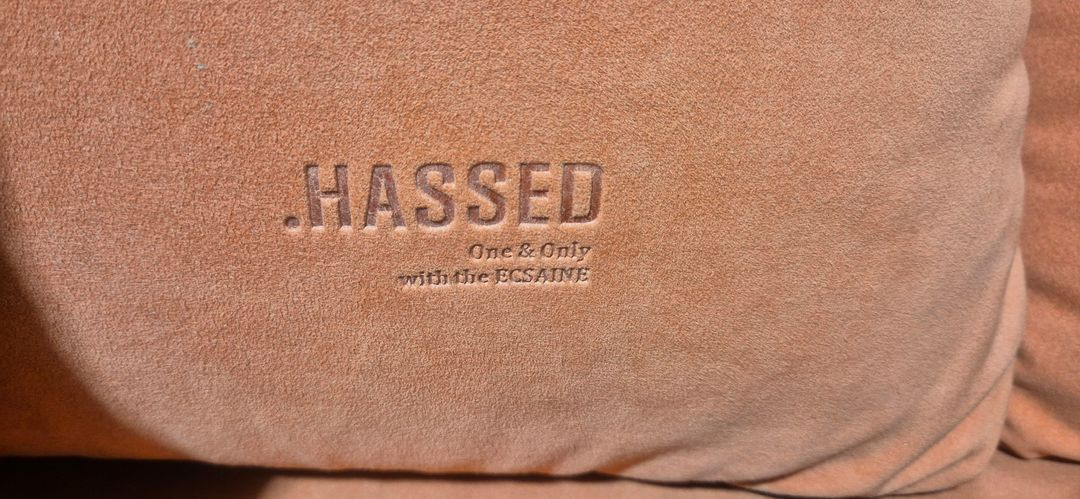 .HASSED
One & Only
with the ECSAINE